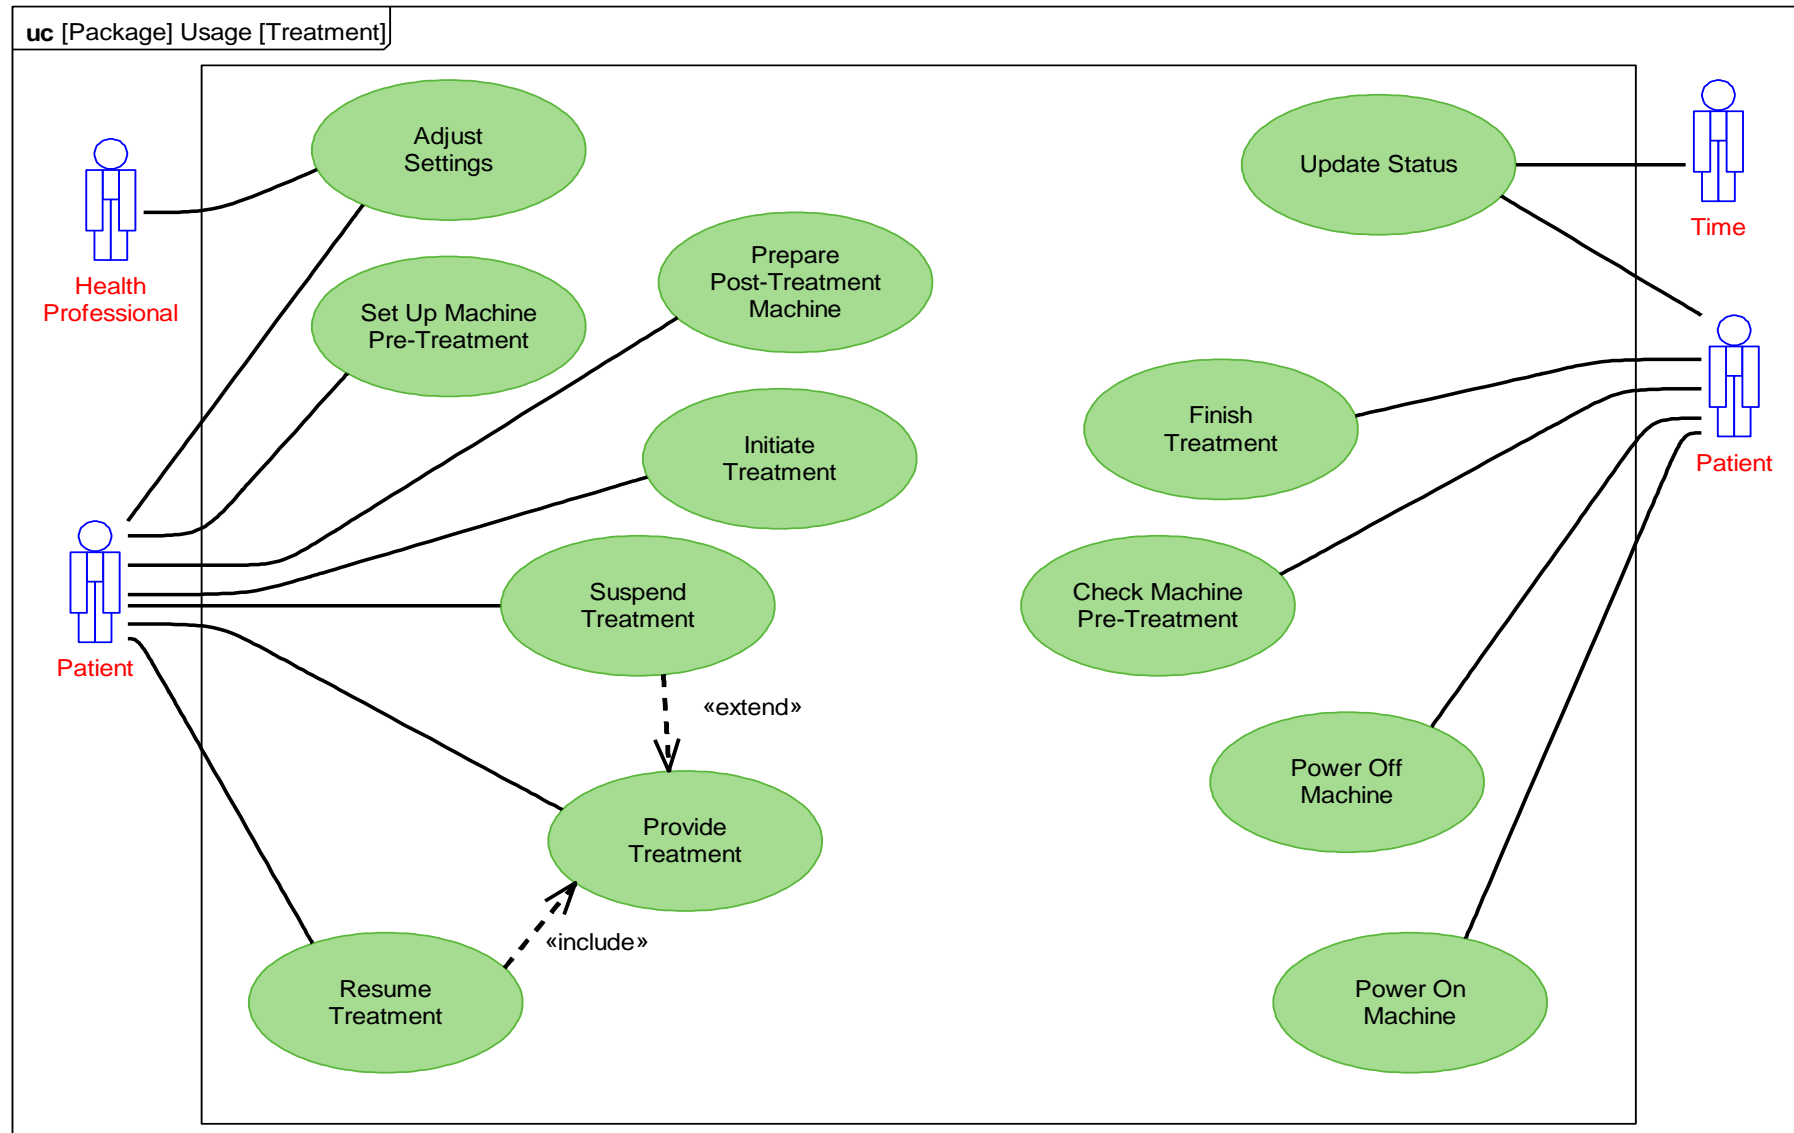 uc [Package] Usage [Treatment]
Adjust
Settings
Update Status
Time
Health
Professional
Prepare
Post-Treatment
Machine
Set Up Machine
Pre-Treatment
Initiate
Treatment
Finish
Treatment
Patient
Suspend
Treatment
Check Machine
Pre-Treatment
Patient
«extend»
Provide
Treatment
Power Off
Machine
«include»
Resume
Treatment
Power On
Machine